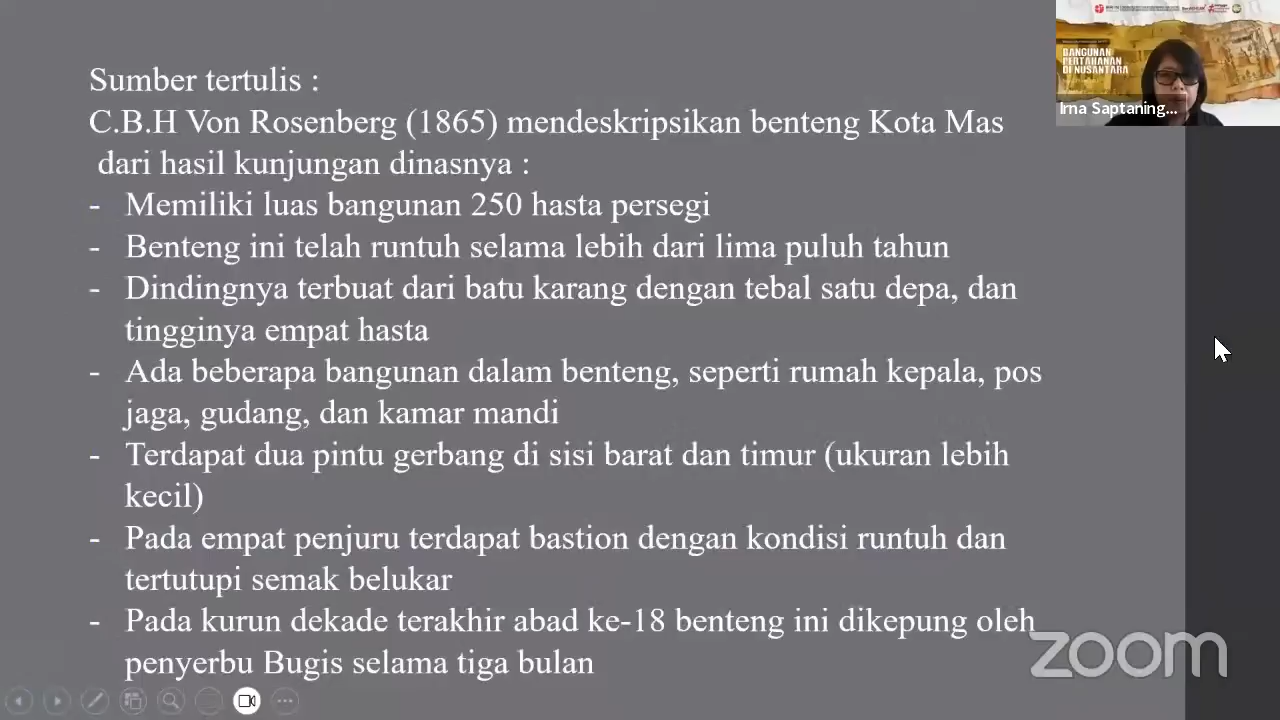 Sumber tertulis :
C.B.H Von Rosenberg (1865) mendeskripsikan benteng Kota Mas
dari hasil kunjungan dinasnya :
- Memiliki luas bangunan 250 hasta persegi
- Benteng ini telah runtuh selama lebih dari lima puluh tahun
- Dindingnya terbuat dari batu karang dengan tebal satu depa, dan
tingginya empat hasta
- Ada beberapa bangunan dalam benteng, seperti rumah kepala, pos
jaga, gudang, dan kamar mandi
- Terdapat dua pintu gerbang di sisi barat dan timur (ukuran lebih
kecil)
- Pada empat penjuru terdapat bastion dengan kondisi runtuh dan
tertutupi semak belukar
- Pada kurun dekade terakhir abad ke-18 benteng ini dikepung oleh
penyerbu Bugis selama tiga bulan
BANGUNAN
PERTAHANAN
DI NUSANTARA
Irna Saptaning...
zoom